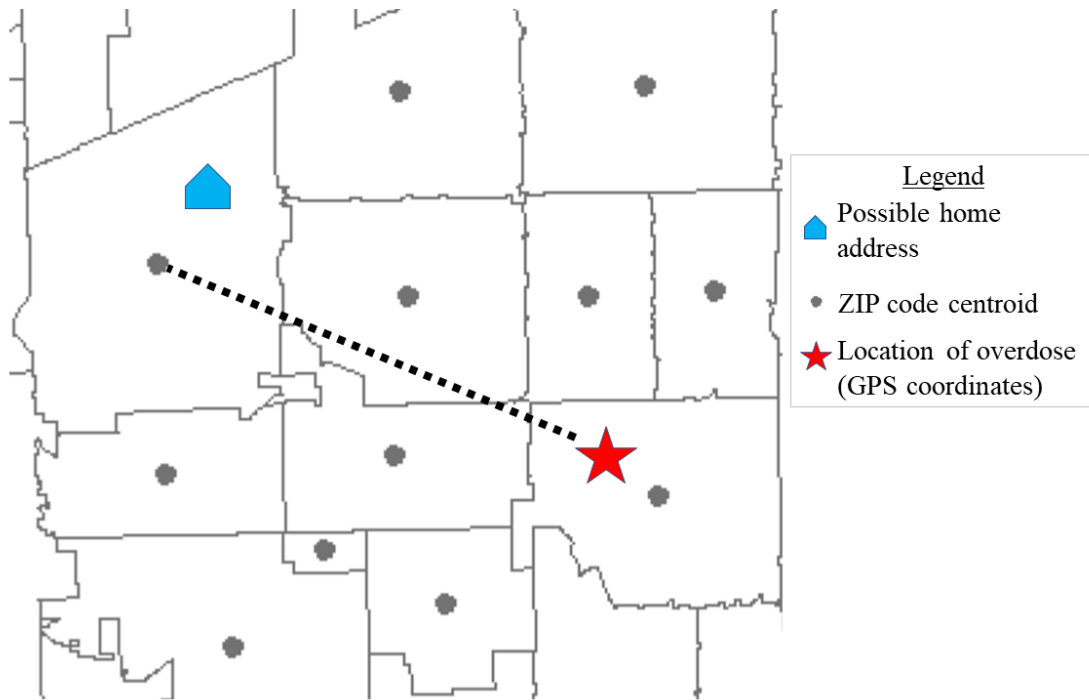 Legend
Possible home
address
ZIP code centroid
Location of overdose
(GPS coordinates)